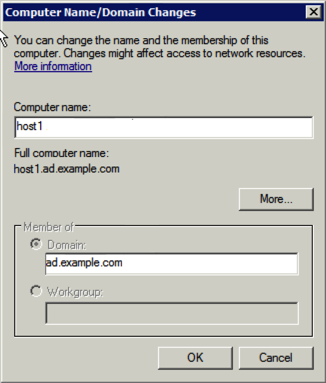 Computer Name/Domain Changes
You can change the name and the membership of this
computer. Changes might affect access to network resources.
More information
Computer name:
host1
Full computer name:
host1.ad.example.com
More...
Member of
Domain:
ad.example.com
Workgroup:
OK
Cancel